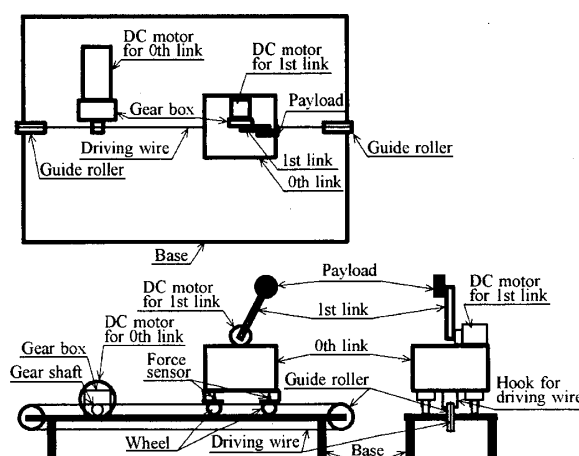 DC motor
for 0th link
DC motor
for 1st link
Gear box
Payload
Driving wire
Guide roller
1st link
0th link
Guide roller
Base
DC motor
for 1st link
Payload
DC motor
for 1st link
1st link
DC motor
for 0th link
Gear box
Gear shaft
Force
sensor
0th link
Guide roller
Hook for
driving wire
Wheel
Driving wire
Base